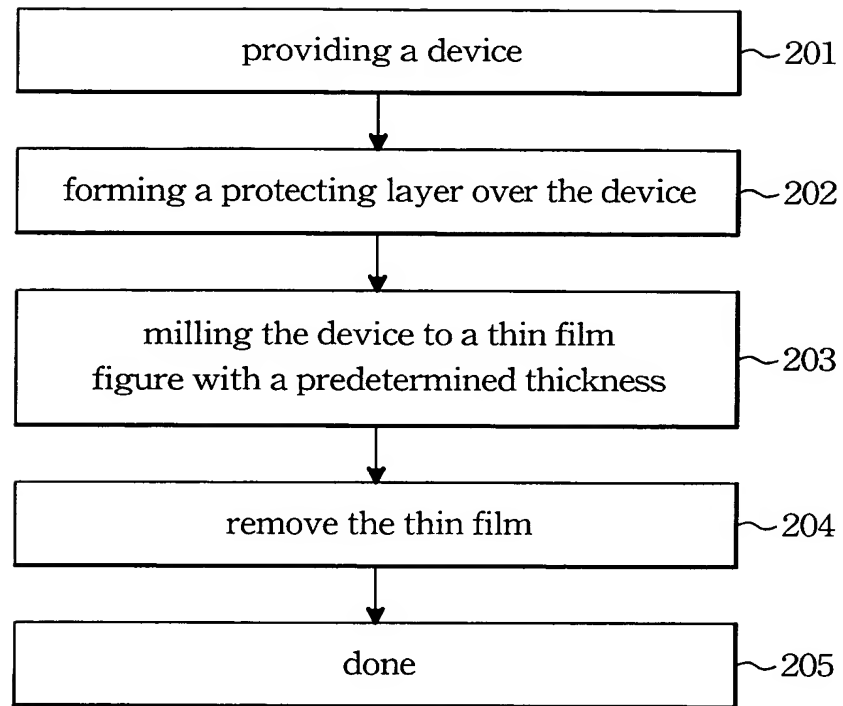 providing a device 201
forming a protecting layer over the device 202
milling the device to a thin film
figure with a predetermined thickness 203
remove the thin film 204
done 205